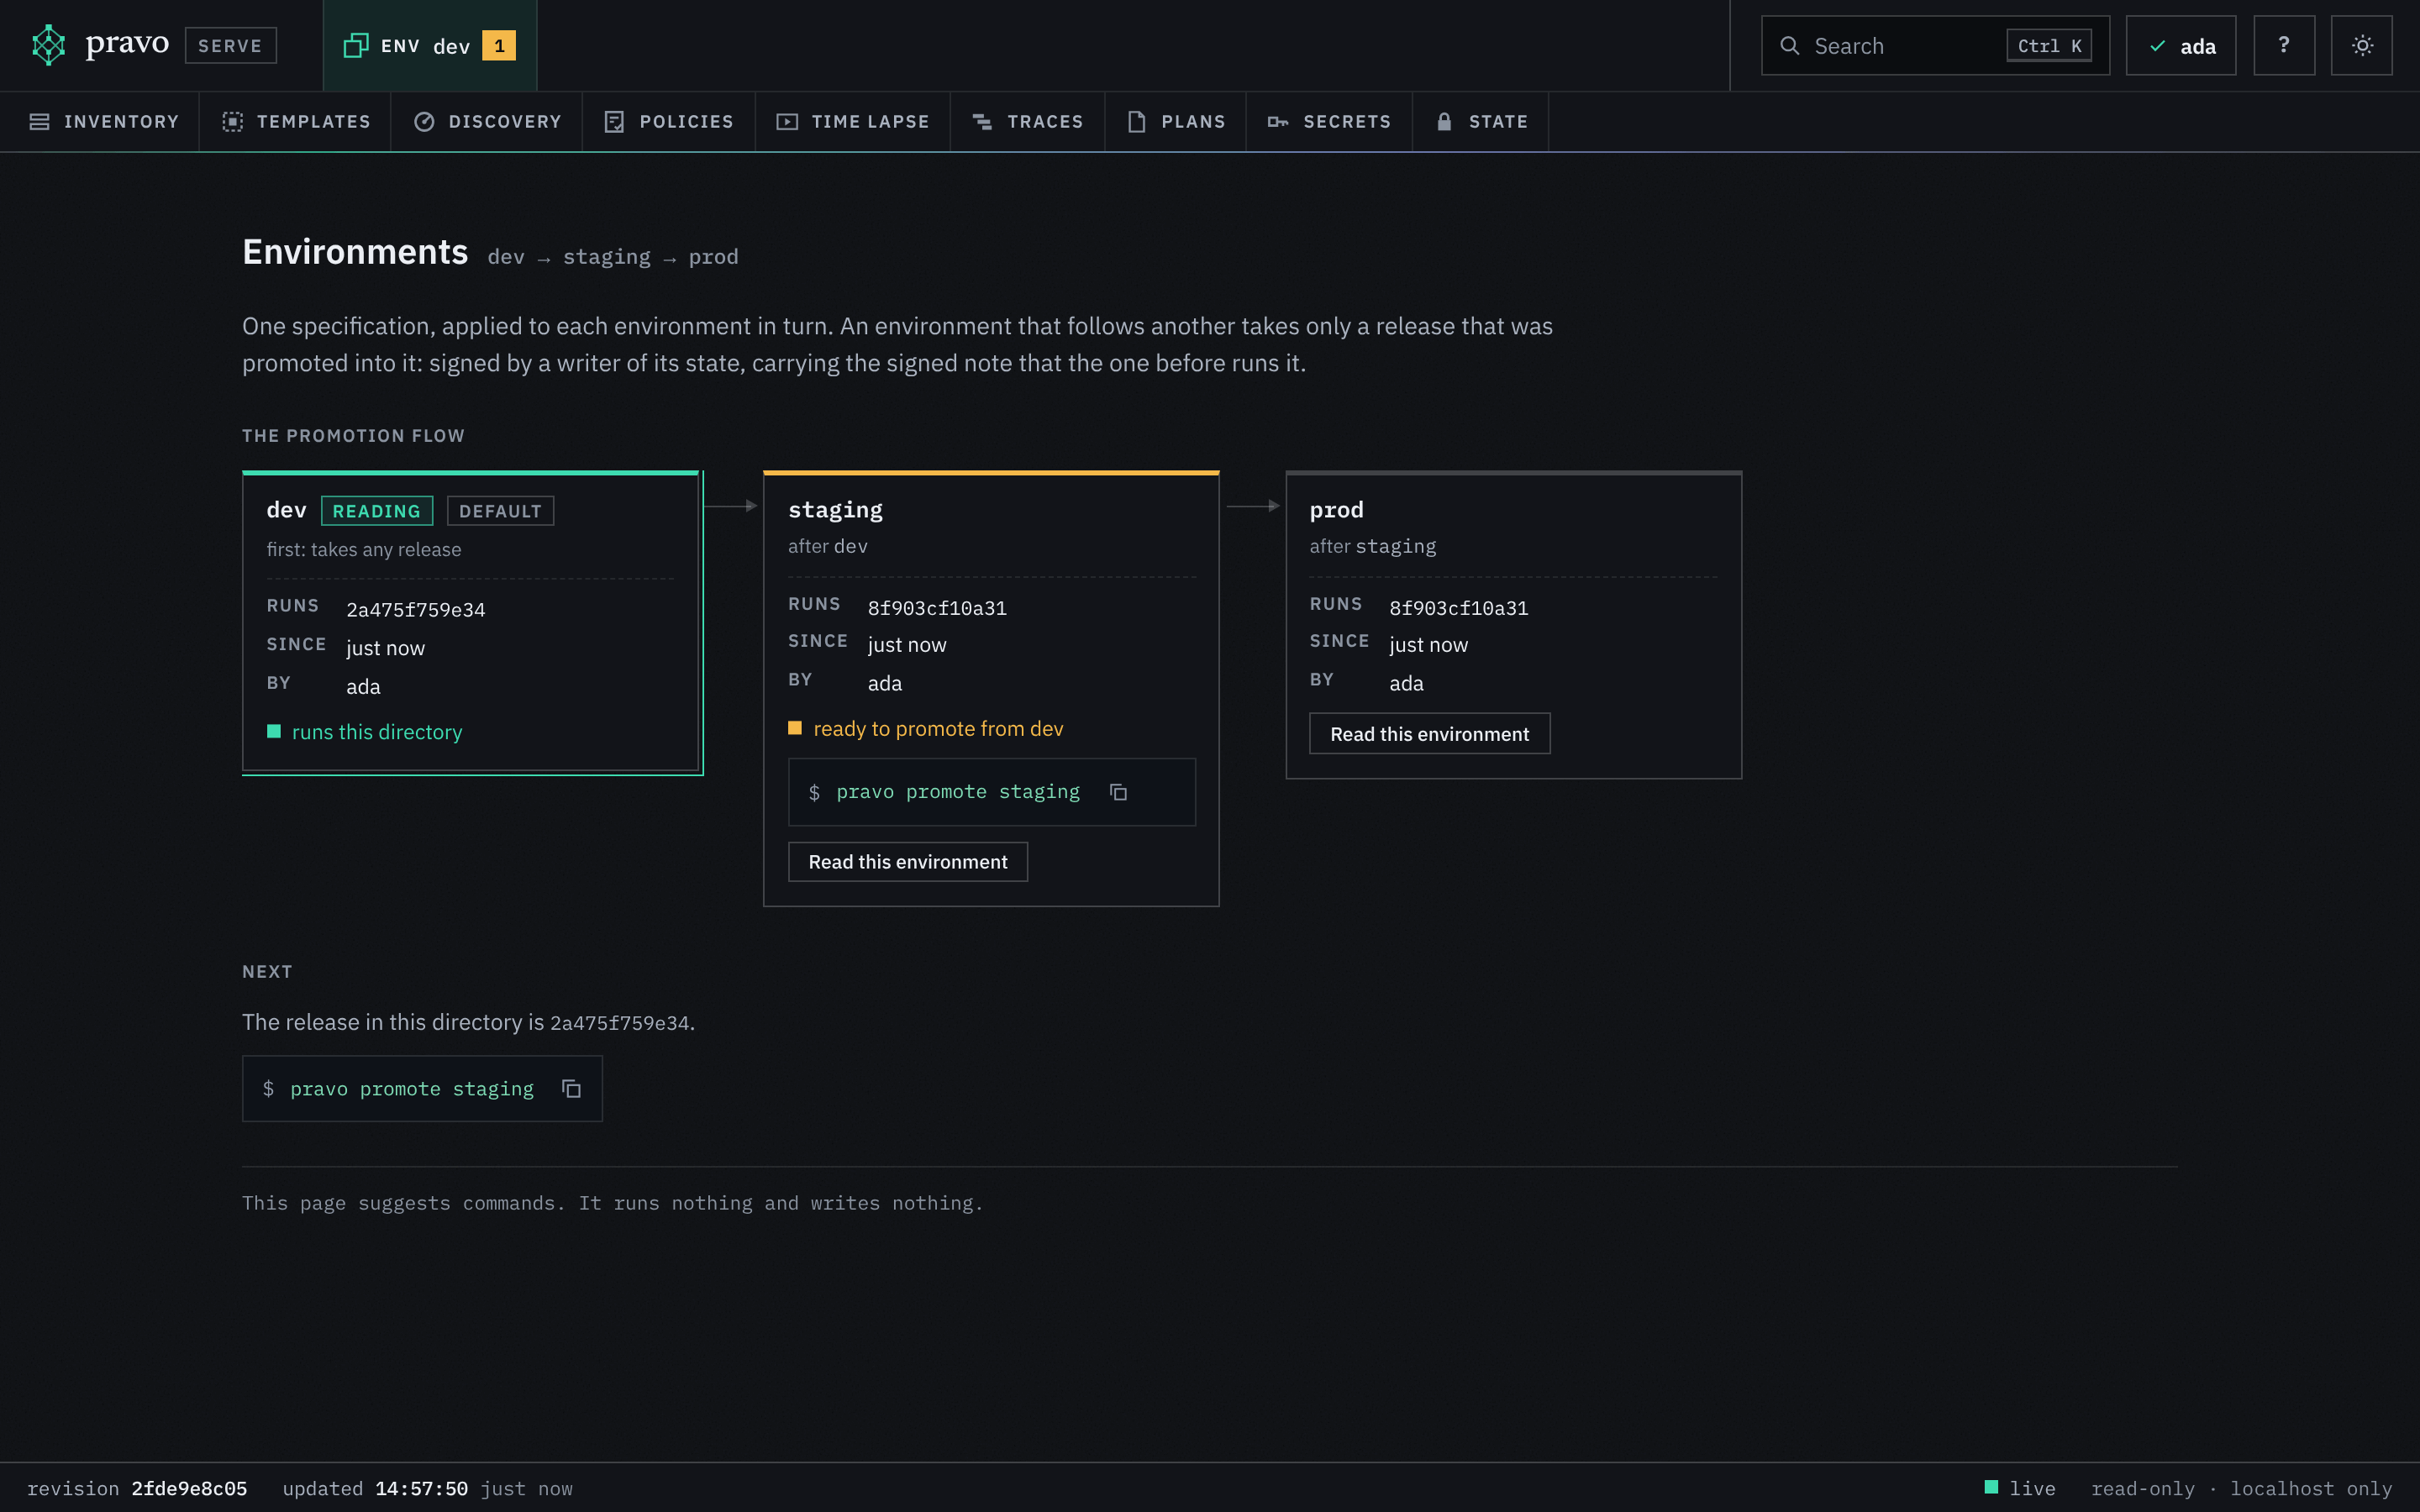 pravo SERVE ENV dev 1 Search Ctrl K ada ?
INVENTORY TEMPLATES DISCOVERY POLICIES TIME LAPSE TRACES PLANS SECRETS STATE
Environments dev → staging → prod
One specification, applied to each environment in turn. An environment that follows another takes only a release that was
promoted into it: signed by a writer of its state, carrying the signed note that the one before runs it.
THE PROMOTION FLOW
dev READING DEFAULT
first: takes any release
RUNS 2a475f759e34
SINCE just now
BY ada
runs this directory
staging
after dev
RUNS 8f903cf10a31
SINCE just now
BY ada
ready to promote from dev
$ pravo promote staging
Read this environment
prod
after staging
RUNS 8f903cf10a31
SINCE just now
BY ada
Read this environment
NEXT
The release in this directory is 2a475f759e34.
$ pravo promote staging
This page suggests commands. It runs nothing and writes nothing.
revision 2fde9e8c05 updated 14:57:50 just now live read-only · localhost only